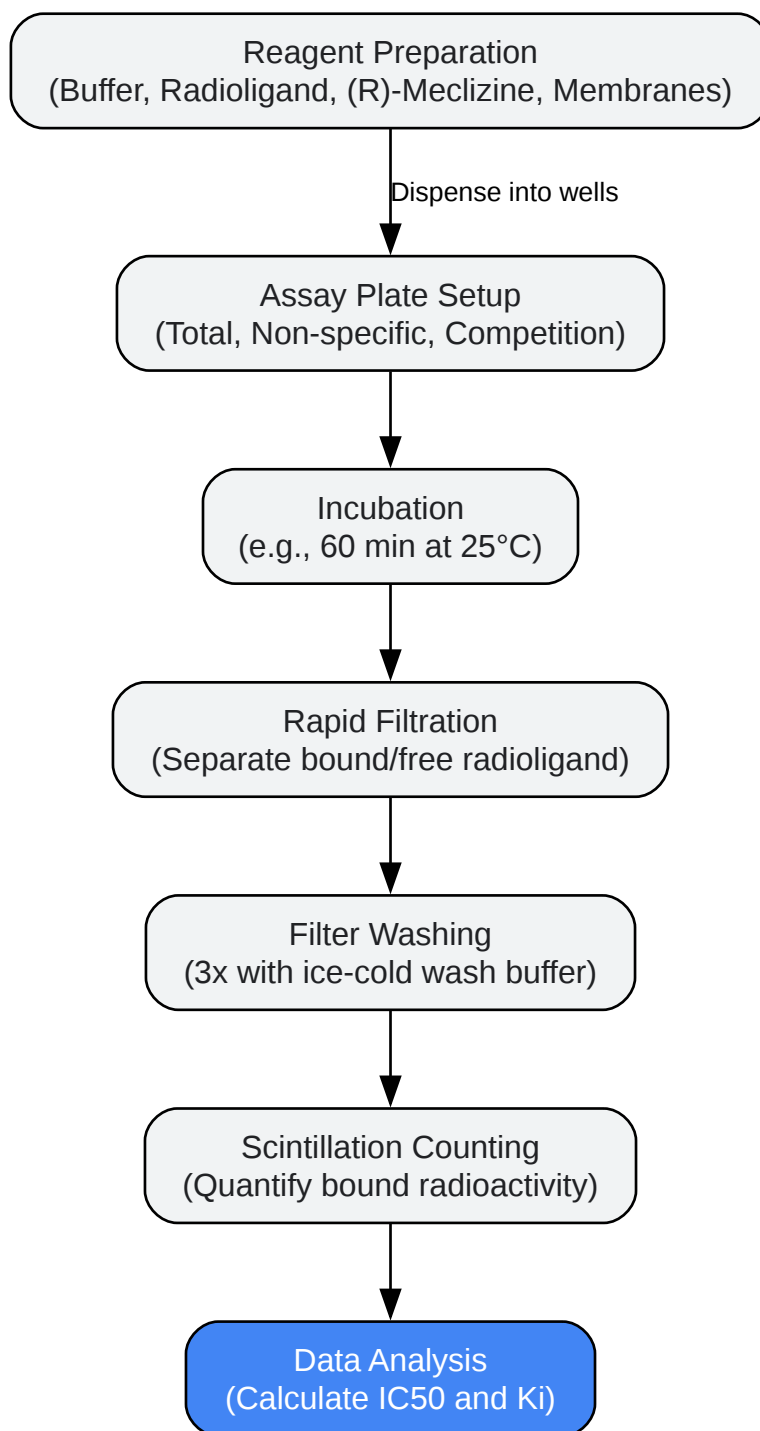 Reagent Preparation
(Buffer, Radioligand, (R)-Meclizine, Membranes)
Dispense into wells
Assay Plate Setup
(Total, Non-specific, Competition)
Incubation
(e.g., 60 min at 25°C)
Rapid Filtration
(Separate bound/free radioligand)
Filter Washing
(3x with ice-cold wash buffer)
Scintillation Counting
(Quantify bound radioactivity)
Data Analysis
(Calculate IC50 and Ki)